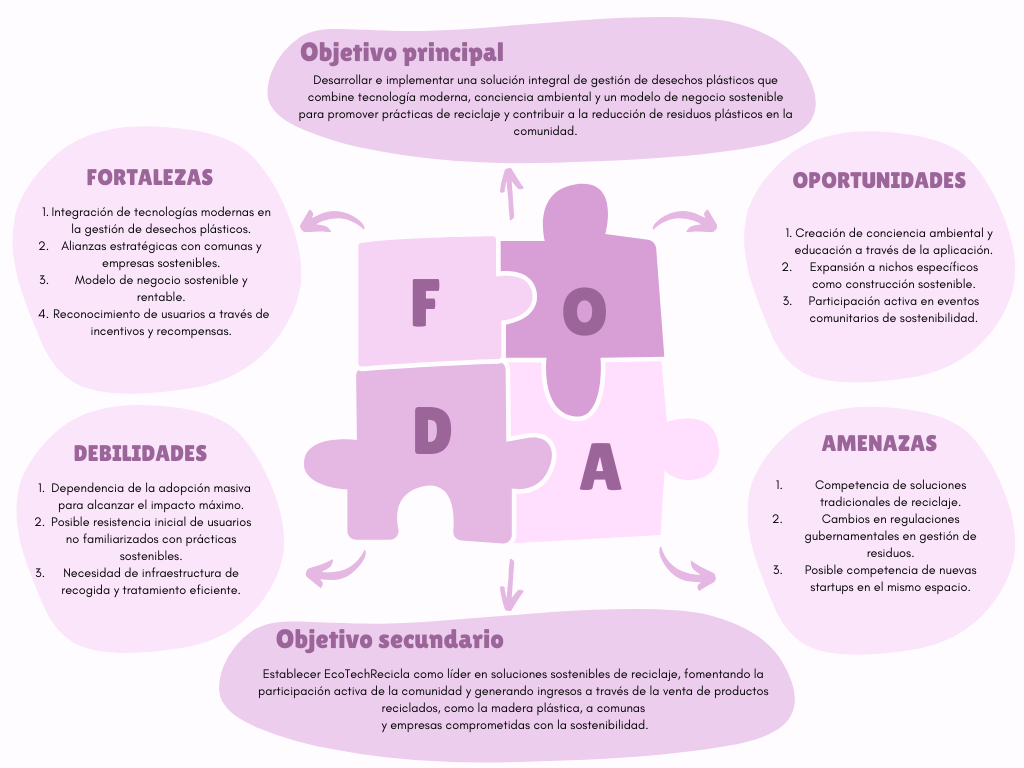 Objetivo principal
Desarrollar e implementar una solución integral de gestión de desechos plásticos que
combine tecnología moderna, conciencia ambiental y un modelo de negocio sostenible
para promover prácticas de reciclaje y contribuir a la reducción de residuos plásticos en la
comunidad.
FORTALEZAS
1. Integración de tecnologías modernas en
la gestión de desechos plásticos.
2. Alianzas estratégicas con comunas y
empresas sostenibles.
3. Modelo de negocio sostenible y
rentable.
4. Reconocimiento de usuarios a través de
incentivos y recompensas.
OPORTUNIDADES
1. Creación de conciencia ambiental y
educación a través de la aplicación.
2. Expansión a nichos específicos
como construcción sostenible.
3. Participación activa en eventos
comunitarios de sostenibilidad.
F
O
D
A
DEBILIDADES
1. Dependencia de la adopción masiva
para alcanzar el impacto máximo.
2. Posible resistencia inicial de usuarios
no familiarizados con prácticas
sostenibles.
3. Necesidad de infraestructura de
recogida y tratamiento eficiente.
AMENAZAS
1. Competencia de soluciones
tradicionales de reciclaje.
2. Cambios en regulaciones
gubernamentales en gestión de
residuos.
3. Posible competencia de nuevas
startups en el mismo espacio.
Objetivo secundario
Establecer EcoTechRecicla como líder en soluciones sostenibles de reciclaje, fomentando la
participación activa de la comunidad y generando ingresos a través de la venta de productos
reciclados, como la madera plástica, a comunas
y empresas comprometidas con la sostenibilidad.